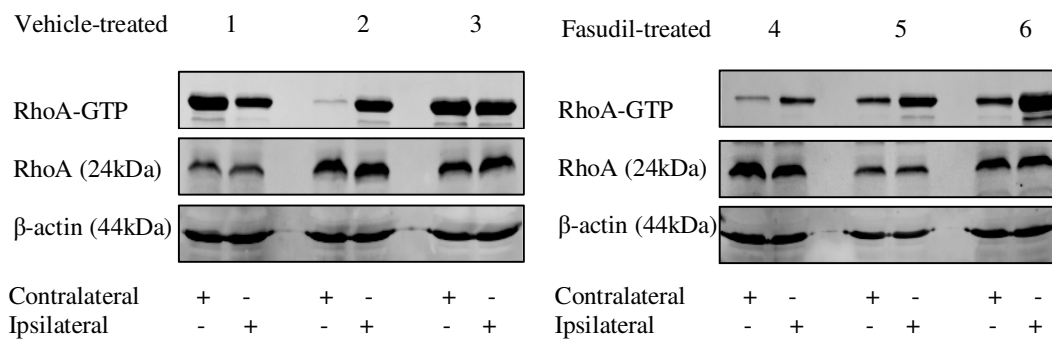 Vehicle-treated 1 2 3
RhoA-GTP
RhoA (24kDa)
β-actin (44kDa)
Contralateral + - + - + -
Ipsilateral - + - + - +
Fasudil-treated 4 5 6
RhoA-GTP
RhoA (24kDa)
β-actin (44kDa)
Contralateral + - + - + -
Ipsilateral - + - + - +